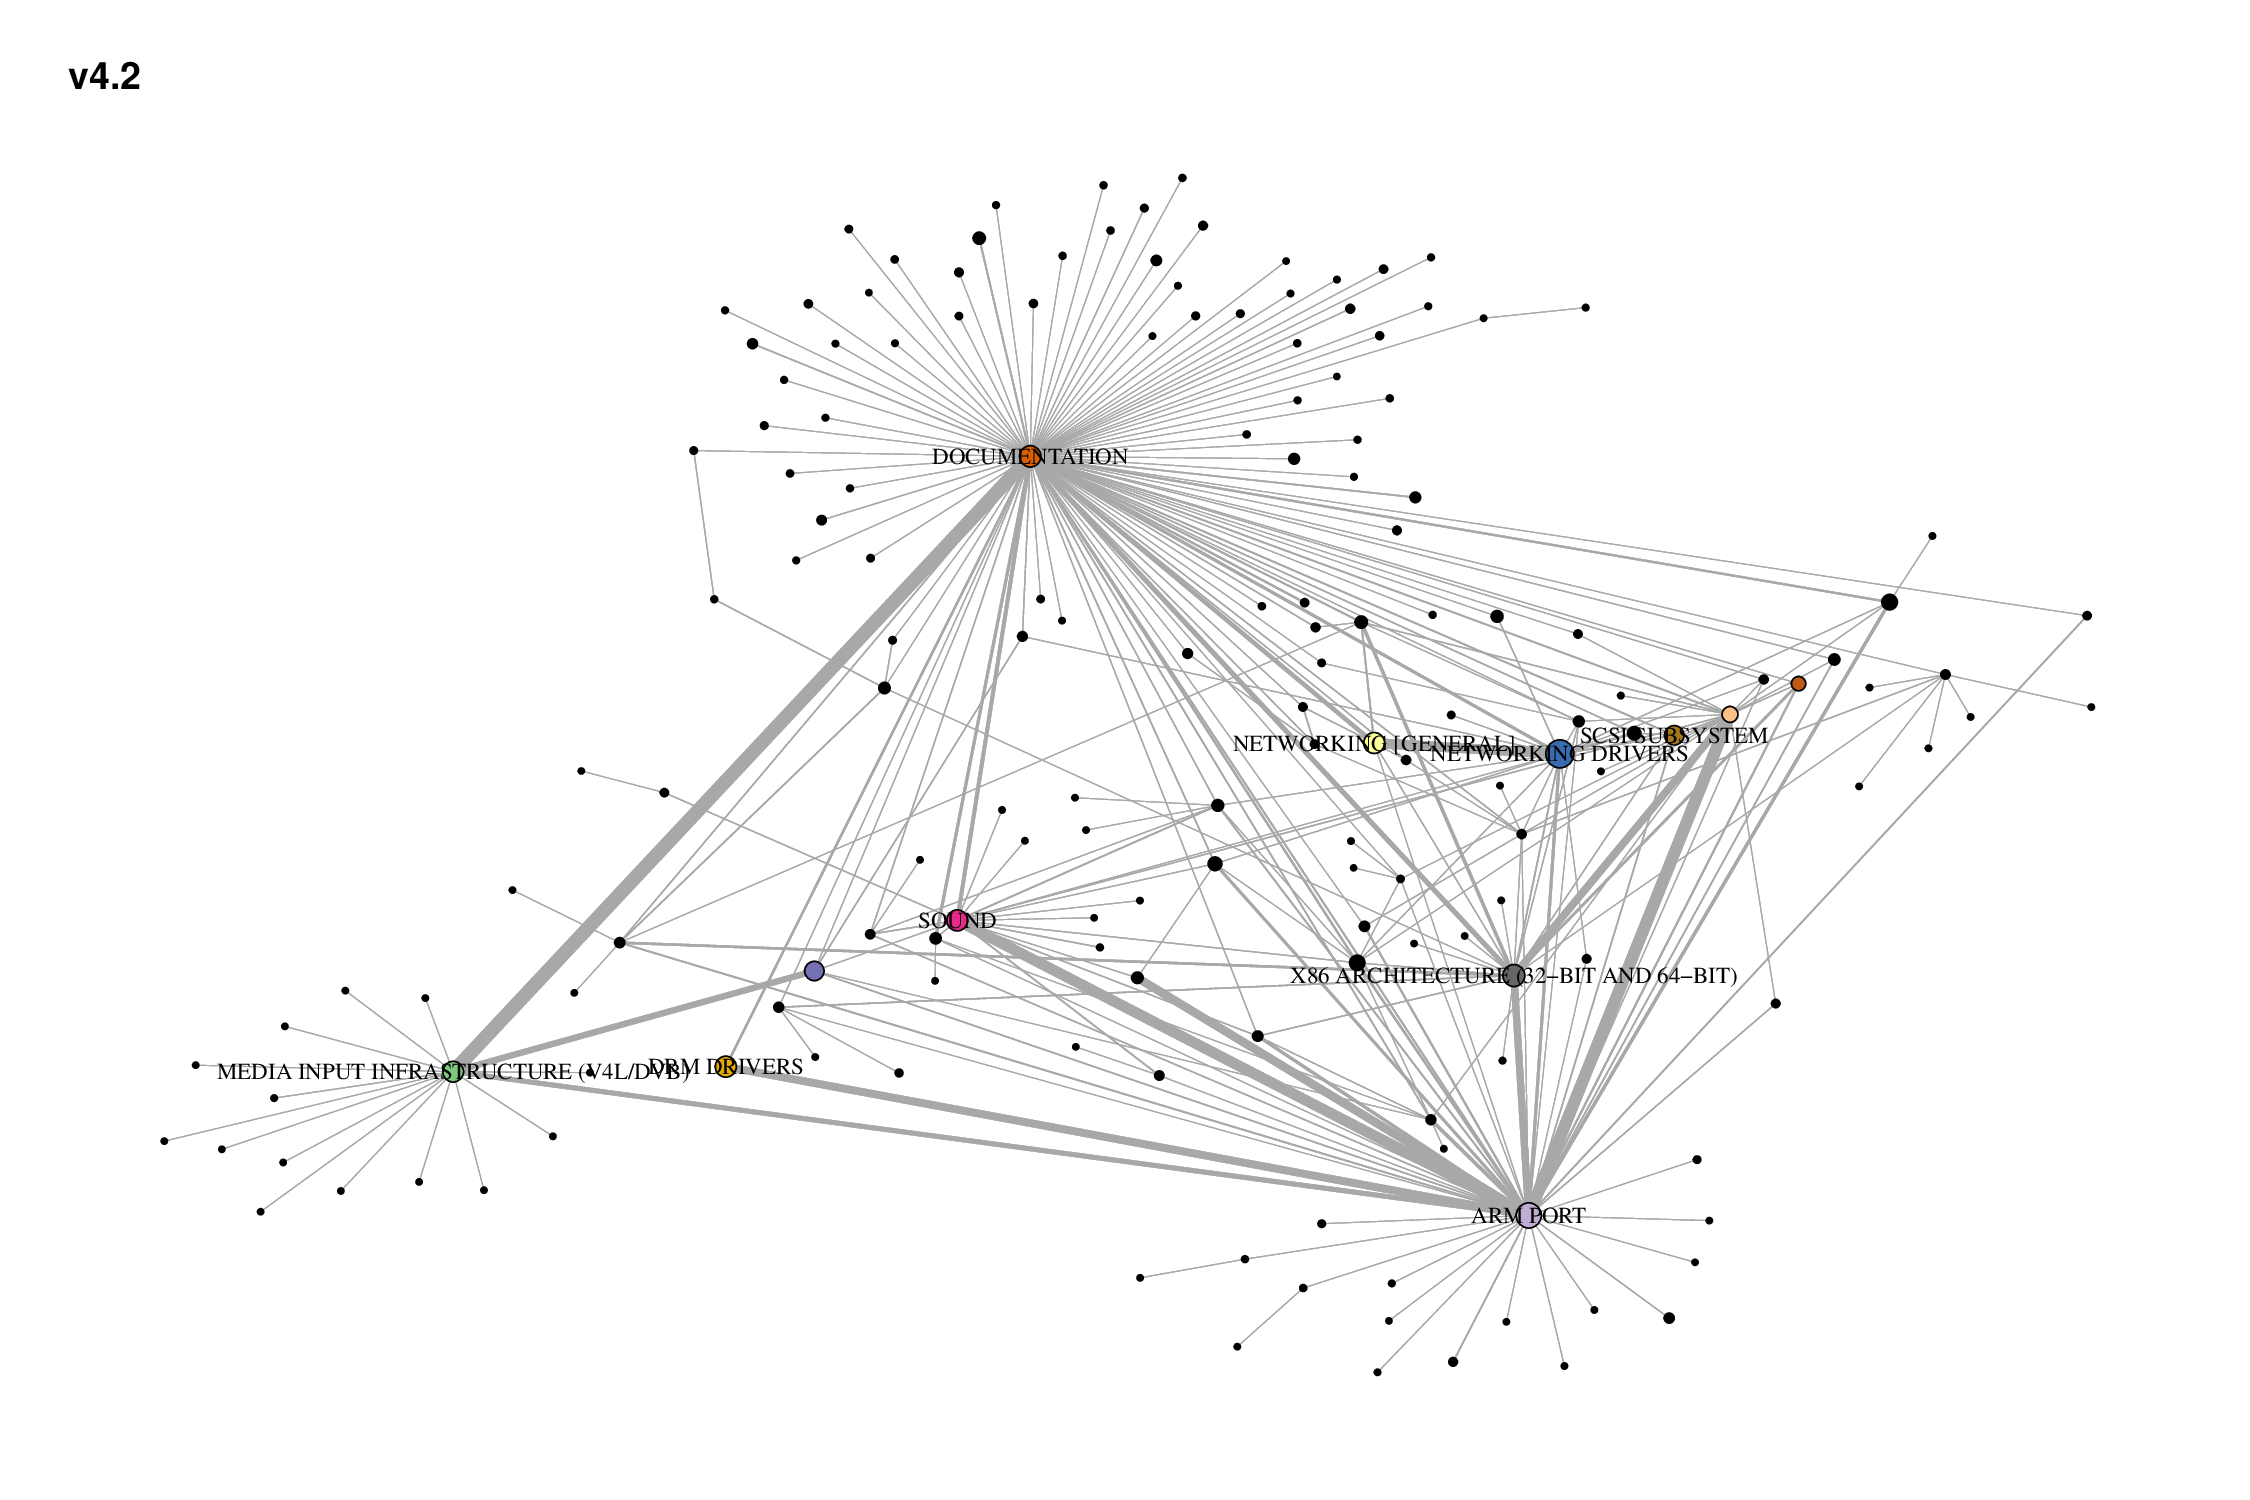 v4.2
DOCUMENTATION
SCSI SUBSYSTEM
NETWORKING [GENERAL]
NETWORKING DRIVERS
SOUND
X86 ARCHITECTURE (32−BIT AND 64−BIT)
DRM DRIVERS
MEDIA INPUT INFRASTRUCTURE (V4L/DVB)
ARM PORT